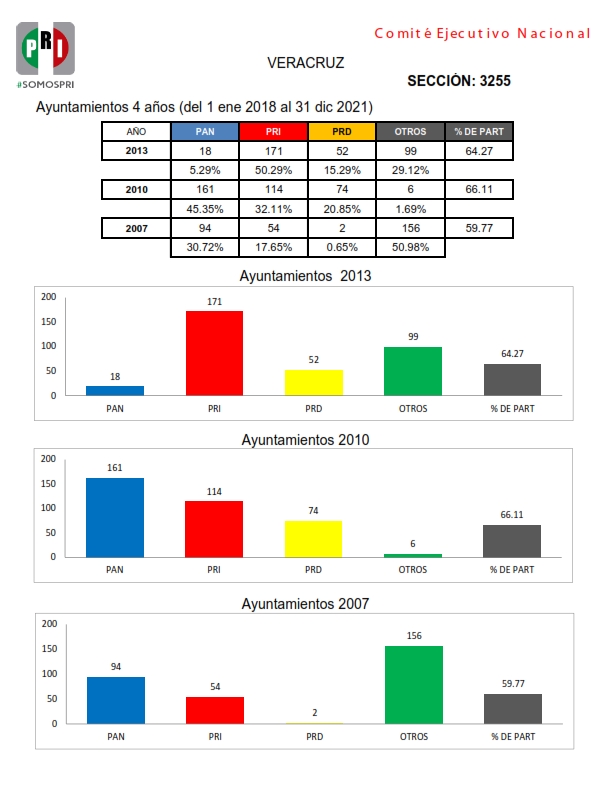 Comité Ejecutivo Nacional
PRI
#SOMOSPRI
VERACRUZ
SECCIÓN: 3255
Ayuntamientos 4 años (del 1 ene 2018 al 31 dic 2021)
AÑO PAN PRI PRD OTROS % DE PART
2013 18 171 52 99 64.27
5.29% 50.29% 15.29% 29.12%
2010 161 114 74 6 66.11
45.35% 32.11% 20.85% 1.69%
2007 94 54 2 156 59.77
30.72% 17.65% 0.65% 50.98%
Ayuntamientos 2013
200
171
150
99
100
64.27
52
50
18
0
PAN PRI PRD OTROS % DE PART
Ayuntamientos 2010
200
161
150
114
100
74
66.11
50
6
0
PAN PRI PRD OTROS % DE PART
Ayuntamientos 2007
200
156
150
100
94
59.77
54
50
2
0
PAN PRI PRD OTROS % DE PART